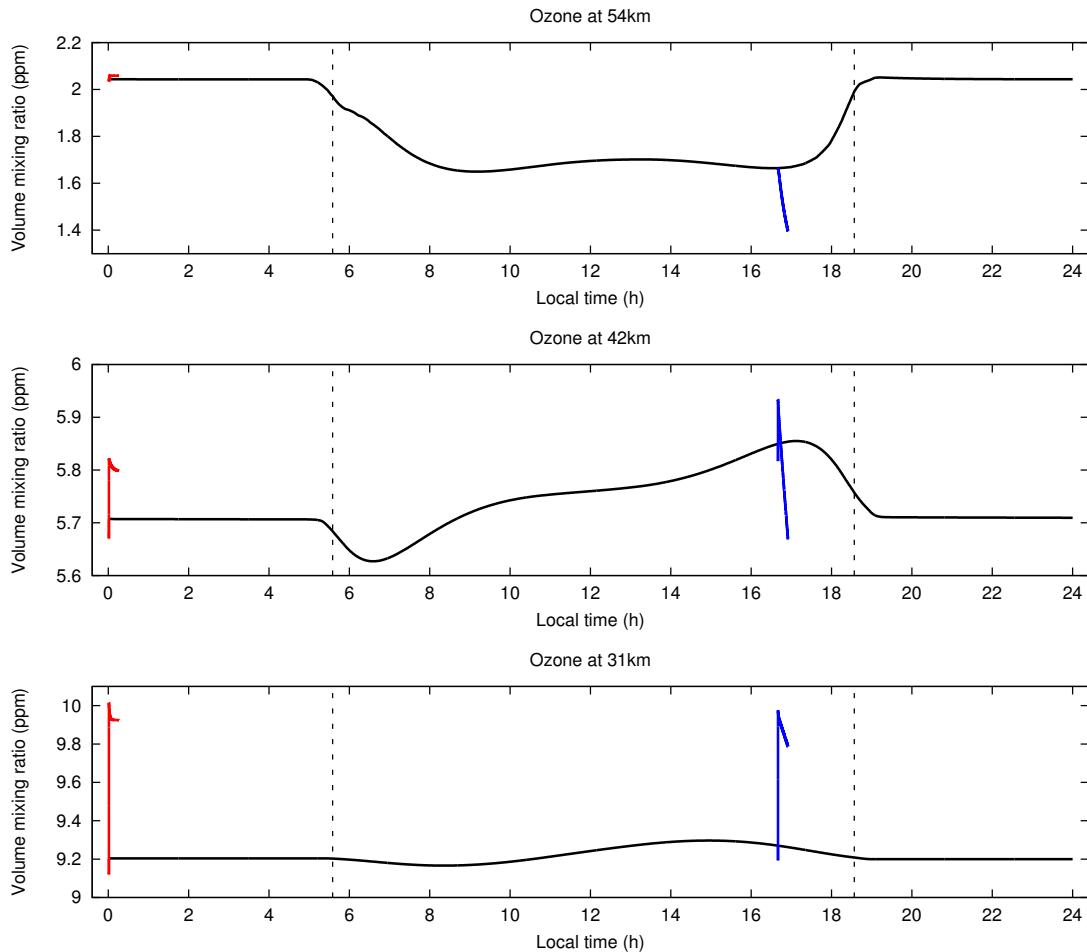 Ozone at 54km
Volume mixing ratio (ppm)
2.2
2
1.8
1.6
1.4
0 2 4 6 8 10 12 14 16 18 20 22 24
Local time (h)
Ozone at 42km
Volume mixing ratio (ppm)
6
5.9
5.8
5.7
5.6
0 2 4 6 8 10 12 14 16 18 20 22 24
Local time (h)
Ozone at 31km
Volume mixing ratio (ppm)
10
9.8
9.6
9.4
9.2
9
0 2 4 6 8 10 12 14 16 18 20 22 24
Local time (h)